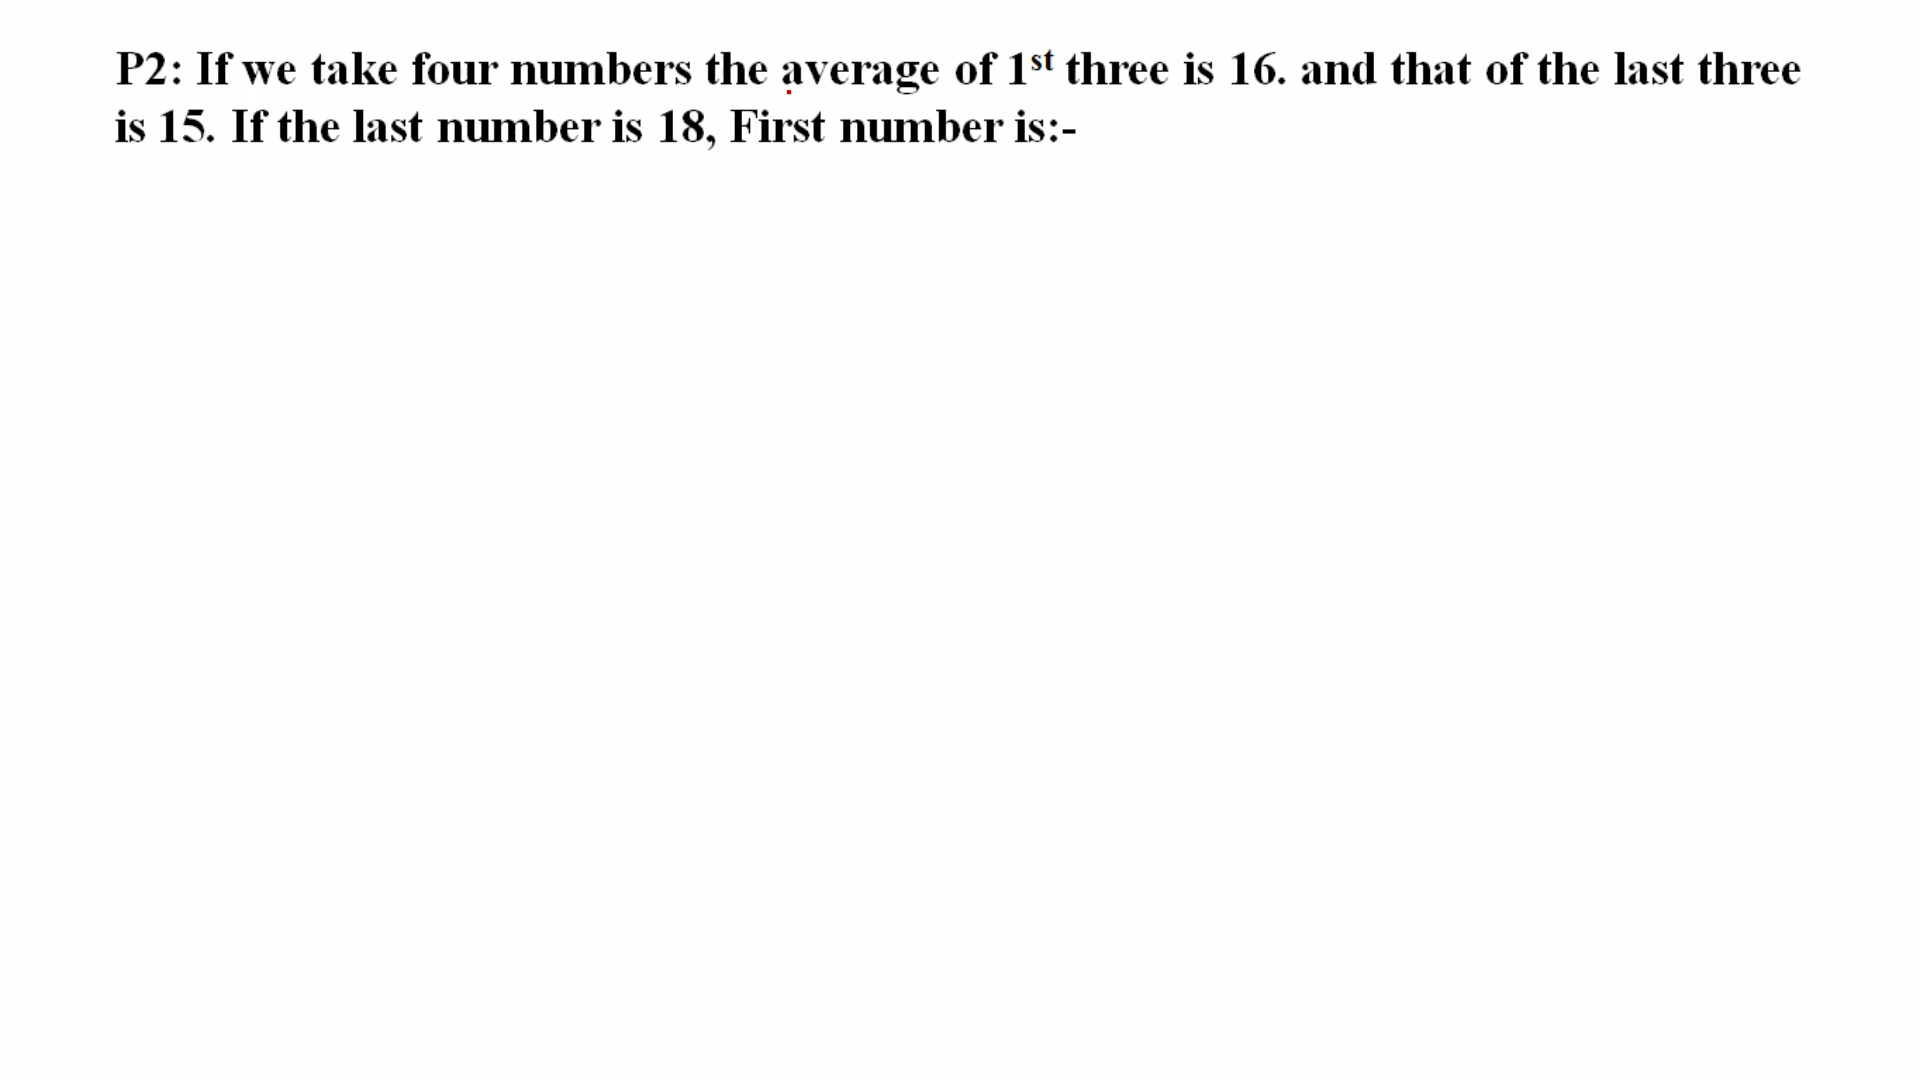 P2: If we take four numbers the average of 1st three is 16. and that of the last three
is 15. If the last number is 18, First number is:-